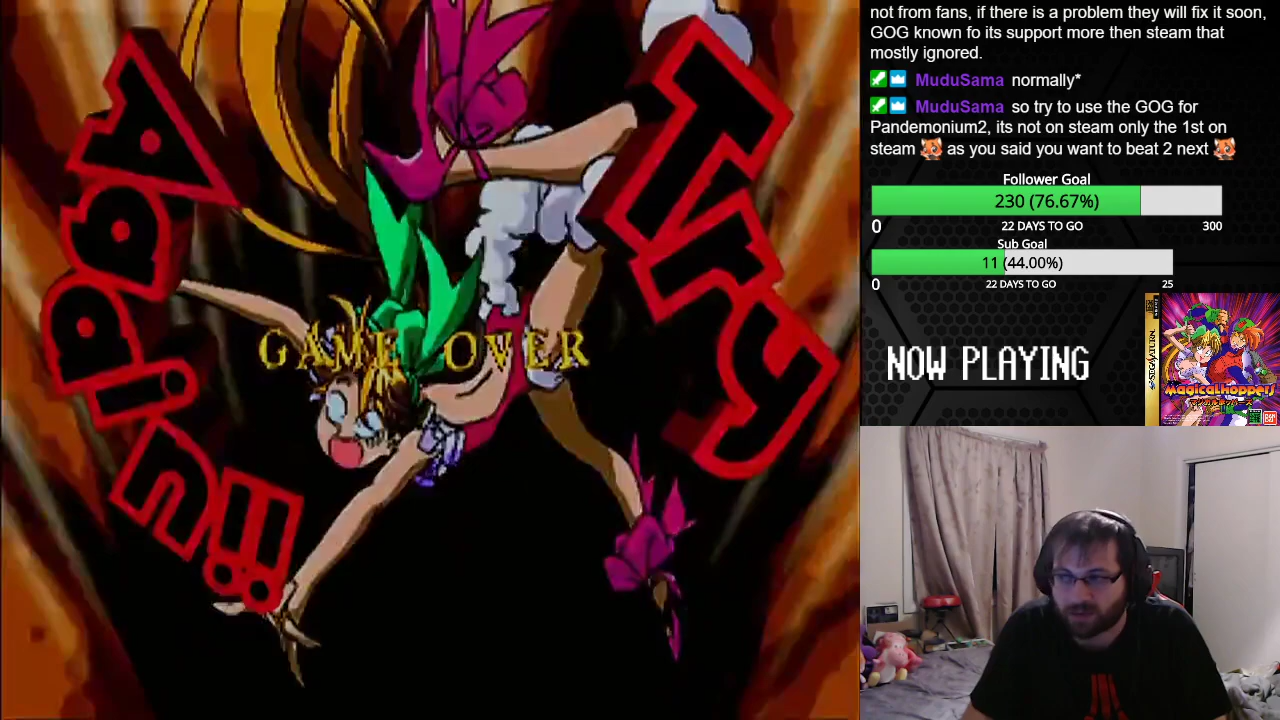 Try
Again!!
GAME OVER
not from fans, if there is a problem they will fix it soon,
GOG known fo its support more then steam that
mostly ignored.
MuduSama normally*
MuduSama so try to use the GOG for
Pandemonium2, its not on steam only the 1st on
steam as you said you want to beat 2 next
Follower Goal
230 (76.67%)
0 22 DAYS TO GO 300
Sub Goal
11 (44.00%)
0 22 DAYS TO GO 25
NOW PLAYING
SEGA SATURN
Magical Hoppers